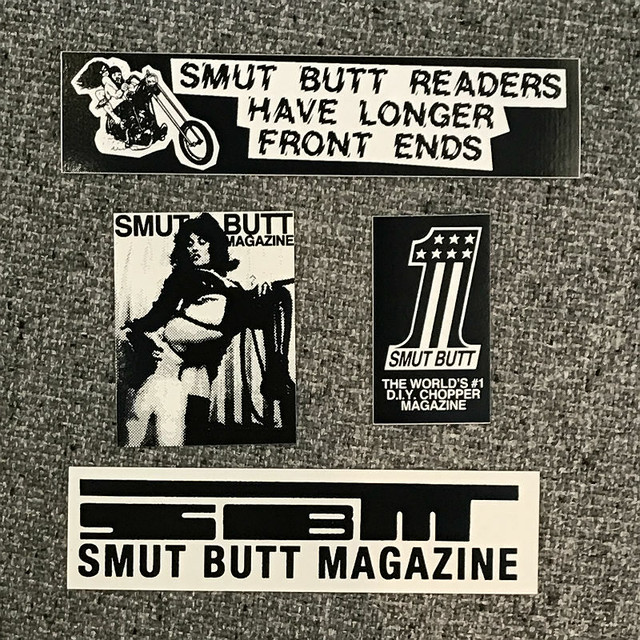 SMUT BUTT READERS
HAVE LONGER
FRONT ENDS
SMUT BUTT
MAGAZINE
1
SMUT BUTT
THE WORLD'S #1
D.I.Y. CHOPPER
MAGAZINE
SBM
SMUT BUTT MAGAZINE